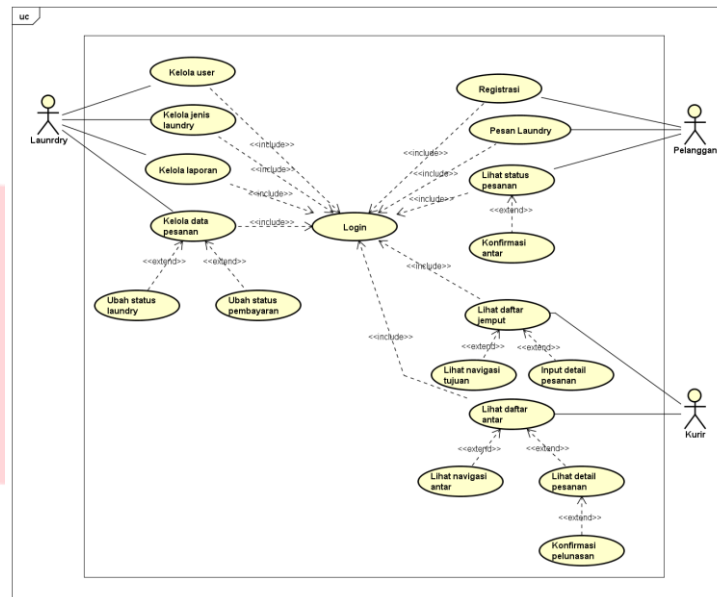 uc
Kelola user
Registrasi
Kelola jenis
laundry
<<include>>
<<include>>
Pesan Laundry
Launrdry
Pelanggan
<<include>>
<<include>>
Kelola laporan
Lihat status
pesanan
<<include>>
<<include>>
Kelola data
pesanan
<<include>>
Login
<<extend>>
Konfirmasi
antar
<<extend>>
<<extend>>
<<include>>
Ubah status
laundry
Ubah status
pembayaran
Lihat daftar
jemput
<<include>>
<<extend>>
<<extend>>
Lihat navigasi
tujuan
Input detail
pesanan
Lihat daftar
antar
Kurir
<<extend>>
<<extend>>
Lihat navigasi
antar
Lihat detail
pesanan
<<extend>>
Konfirmasi
pelunasan